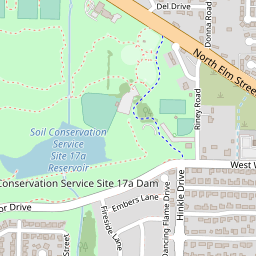 Del Drive
Donna Road
North Elm Street
Riney Road
Soil Conservation
Service
Site 17a
Reservoir
West W
Conservation Service Site 17a Dam
or Drive
Embers Lane
Fireside Lane
Dancing Flame Drive
Hinkle Drive
Street